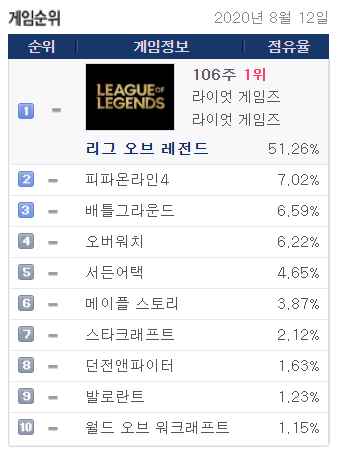 게임순위 2020년 8월 12일
순위 게임정보 점유율
1 LEAGUE OF LEGENDS 106주 1위
라이엇 게임즈
라이엇 게임즈
리그 오브 레전드 51.26%
2 피파온라인4 7.02%
3 배틀그라운드 6.59%
4 오버워치 6.22%
5 서든어택 4.65%
6 메이플 스토리 3.87%
7 스타크래프트 2.12%
8 던전앤파이터 1.63%
9 발로란트 1.23%
10 월드 오브 워크래프트 1.15%